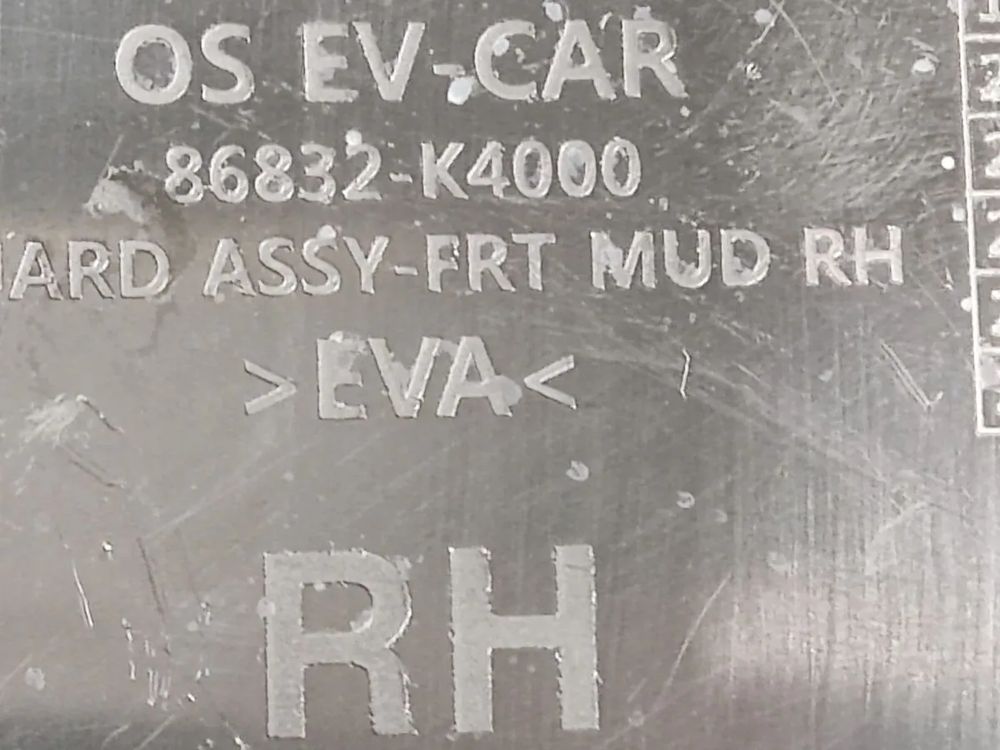 OS EV-CAR
86832-K4000
ARD ASSY-FRT MUD RH
>EVA<
RH